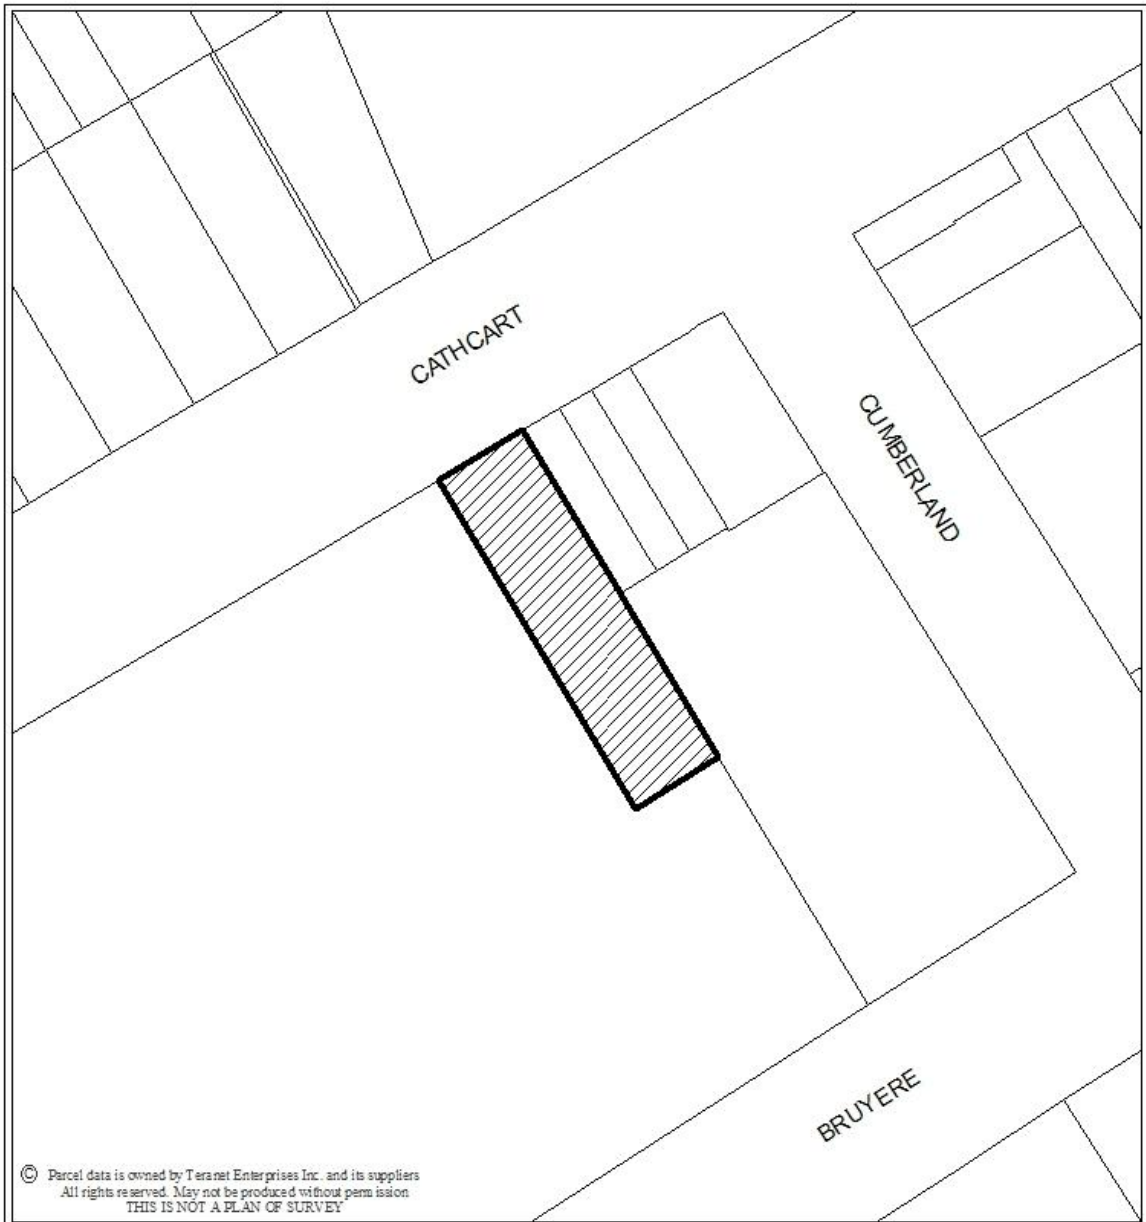 CATHCART
CUMBERLAND
BRUYERE
© Parcel data is owned by Teranet Enterprises Inc. and its suppliers
All rights reserved. May not be produced without permission
THIS IS NOT A PLAN OF SURVEY